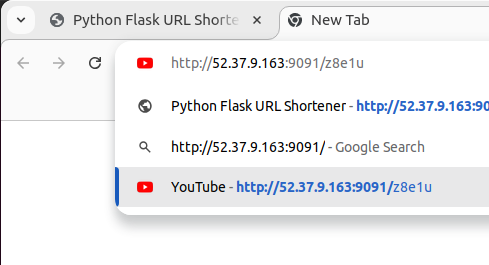 Python Flask URL Shorte
New Tab
http://52.37.9.163:9091/z8e1u
Python Flask URL Shortener - http://52.37.9.163:90
http://52.37.9.163:9091/ - Google Search
YouTube - http://52.37.9.163:9091/z8e1u